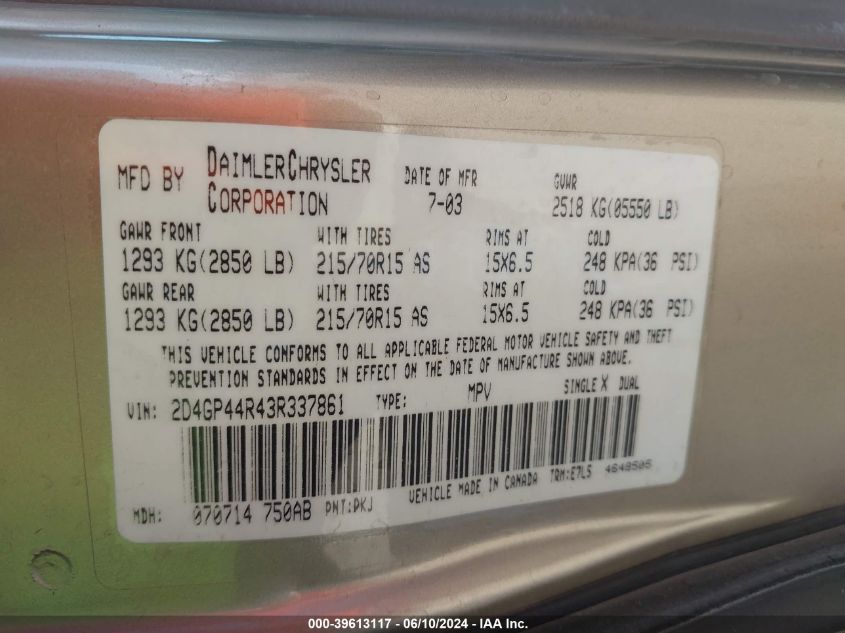 MFD BY DAIMLERCHRYSLER CORPORATION DATE OF MFR 7-03 GVWR 2518 KG(05550 LB)
GAWR FRONT WITH TIRES RIMS AT COLD
1293 KG(2850 LB) 215/70R15 AS 15X6.5 248 KPA(36 PSI)
GAWR REAR WITH TIRES RIMS AT COLD
1293 KG(2850 LB) 215/70R15 AS 15X6.5 248 KPA(36 PSI)
THIS VEHICLE CONFORMS TO ALL APPLICABLE FEDERAL MOTOR VEHICLE SAFETY AND THEFT
PREVENTION STANDARDS IN EFFECT ON THE DATE OF MANUFACTURE SHOWN ABOVE.
VIN: 2D4GP44R43R337861 TYPE: MPV SINGLE X DUAL
MDH: 070714 750AB PNT:PKJ VEHICLE MADE IN CANADA TRM:E7L5 4648505
000-39613117 - 06/10/2024 - IAA Inc.